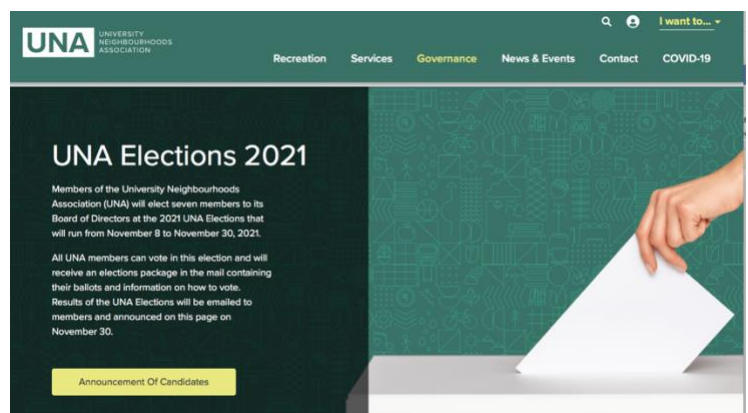 I want to...
UNA
UNIVERSITY
NEIGHBOURHOODS
ASSOCIATION
Recreation Services Governance News & Events Contact COVID-19
UNA Elections 2021
Members of the University Neighbourhoods
Association (UNA) will elect seven members to its
Board of Directors at the 2021 UNA Elections that
will run from November 8 to November 30, 2021.
All UNA members can vote in this election and will
receive an elections package in the mail containing
their ballots and information on how to vote.
Results of the UNA Elections will be emailed to
members and announced on this page on
November 30.
Announcement Of Candidates